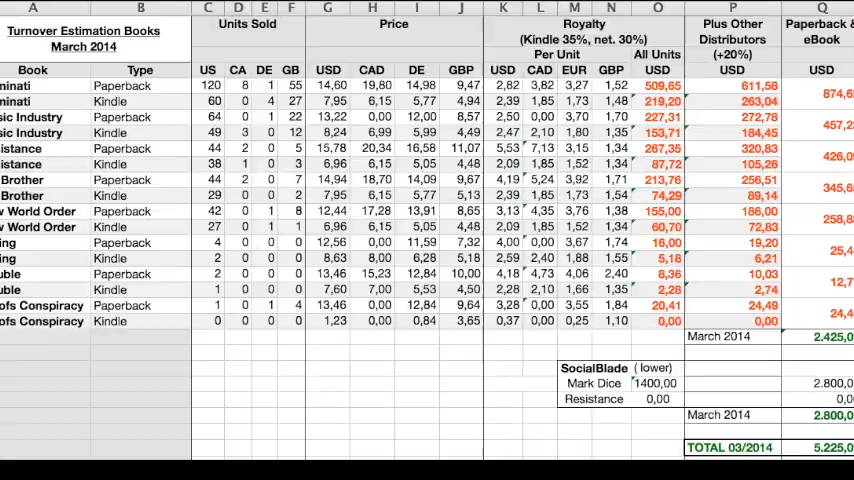 A B C D E F G H I J K L M N O P Q
Turnover Estimation Books Units Sold Price Royalty Plus Other Paperback &
March 2014 (Kindle 35%, net. 30%) Distributors eBook
Per Unit All Units (+20%)
Book Type US CA DE GB USD CAD DE GBP USD CAD EUR GBP USD USD USD
minati Paperback 120 8 1 55 14,60 19,80 14,98 9,47 2,82 3,82 3,27 1,52 509,65 611,58
minati Kindle 60 0 4 27 7,95 6,15 5,77 4,94 2,39 1,85 1,73 1,48 219,20 263,04 874,6
sic Industry Paperback 64 0 1 22 13,22 0,00 12,00 8,57 2,50 0,00 3,70 1,70 227,31 272,78
sic Industry Kindle 49 3 0 12 8,24 6,99 5,99 4,49 2,47 2,10 1,80 1,35 153,71 184,45 457,2
istance Paperback 44 2 0 5 15,78 20,34 16,58 11,07 5,53 7,13 3,15 1,34 267,35 320,83
istance Kindle 38 1 0 3 6,96 6,15 5,05 4,48 2,09 1,85 1,52 1,34 87,72 105,26 426,0
Brother Paperback 44 2 0 7 14,94 18,70 14,09 9,67 4,19 5,24 3,92 1,71 213,76 256,51
Brother Kindle 29 0 0 2 7,95 6,15 5,77 5,13 2,39 1,85 1,73 1,54 74,29 89,14 345,6
w World Order Paperback 42 0 1 8 12,44 17,28 13,91 8,65 3,13 4,35 3,76 1,38 155,00 186,00
w World Order Kindle 27 0 1 1 6,96 6,15 5,05 4,48 2,09 1,85 1,52 1,34 60,70 72,83 258,8
ing Paperback 4 0 0 0 12,56 0,00 11,59 7,32 4,00 0,00 3,67 1,74 16,00 19,20
ing Kindle 2 0 0 0 8,63 8,00 6,28 5,18 2,59 2,40 1,88 1,55 5,18 6,21 25,4
uble Paperback 2 0 0 0 13,46 15,23 12,84 10,00 4,18 4,73 4,06 2,40 8,36 10,03
uble Kindle 1 0 0 0 7,60 7,00 5,53 4,50 2,28 2,10 1,66 1,35 2,28 2,74 12,7
ofs Conspiracy Paperback 1 0 1 4 13,46 0,00 12,84 9,64 3,28 0,00 3,55 1,84 20,41 24,49
ofs Conspiracy Kindle 0 0 0 0 1,23 0,00 0,84 3,65 0,37 0,00 0,25 1,10 0,00 0,00 24,4
March 2014 2.425,0
SocialBlade ( lower)
Mark Dice 1400,00 2.800,0
Resistance 0,00 0,0
March 2014 2.800,0
TOTAL 03/2014 5.225,0